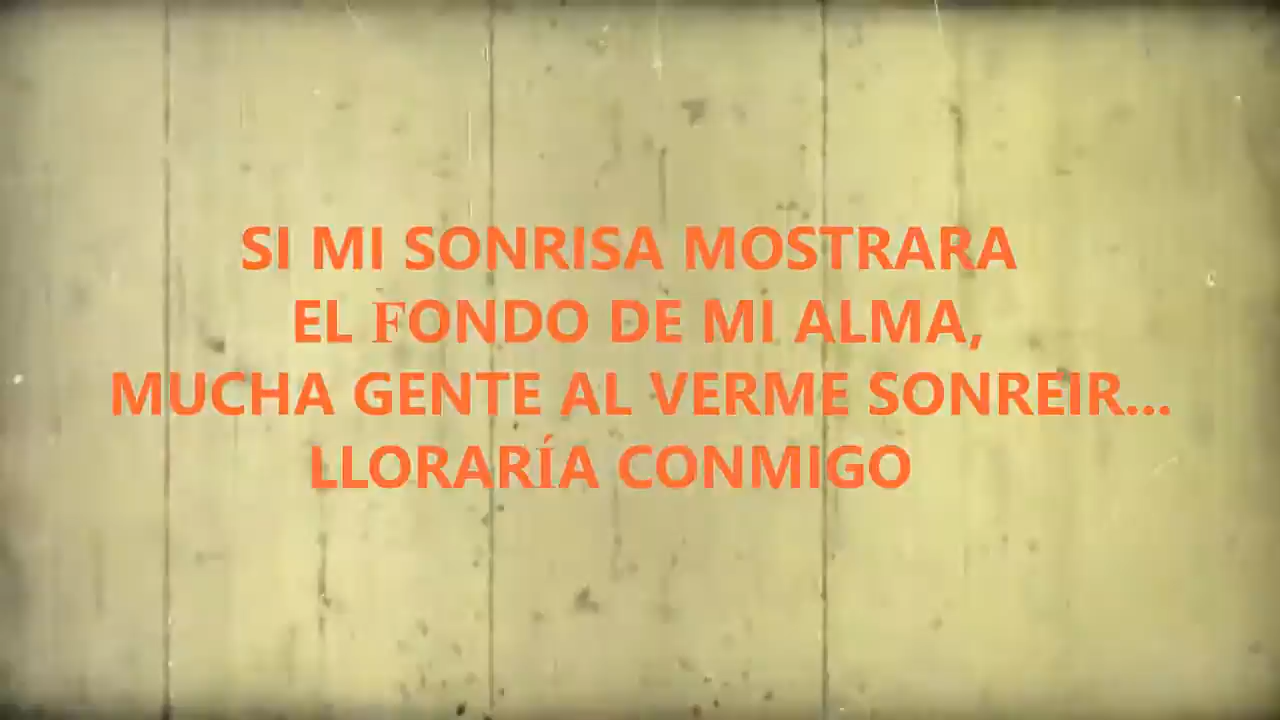 SI MI SONRISA MOSTRARA
EL FONDO DE MI ALMA,
MUCHA GENTE AL VERME SONREIR...
LLORARÍA CONMIGO